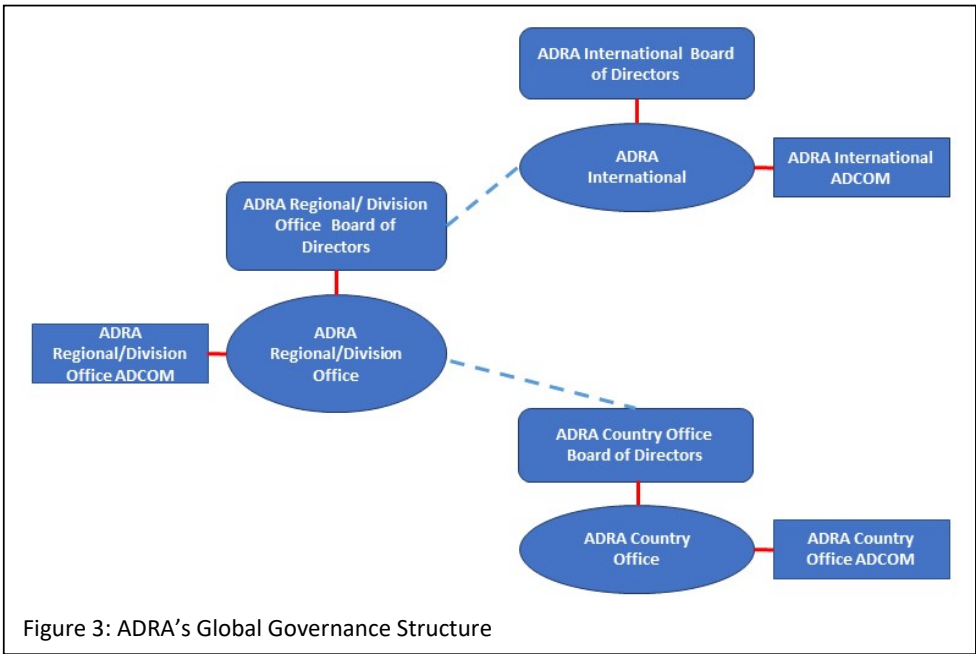 ADRA International Board
of Directors
ADRA
International
ADRA International
ADCOM
ADRA Regional/ Division
Office Board of
Directors
ADRA
Regional/Division
Office ADCOM
ADRA
Regional/Division
Office
ADRA Country Office
Board of Directors
ADRA Country
Office
ADRA Country
Office ADCOM
Figure 3: ADRA’s Global Governance Structure